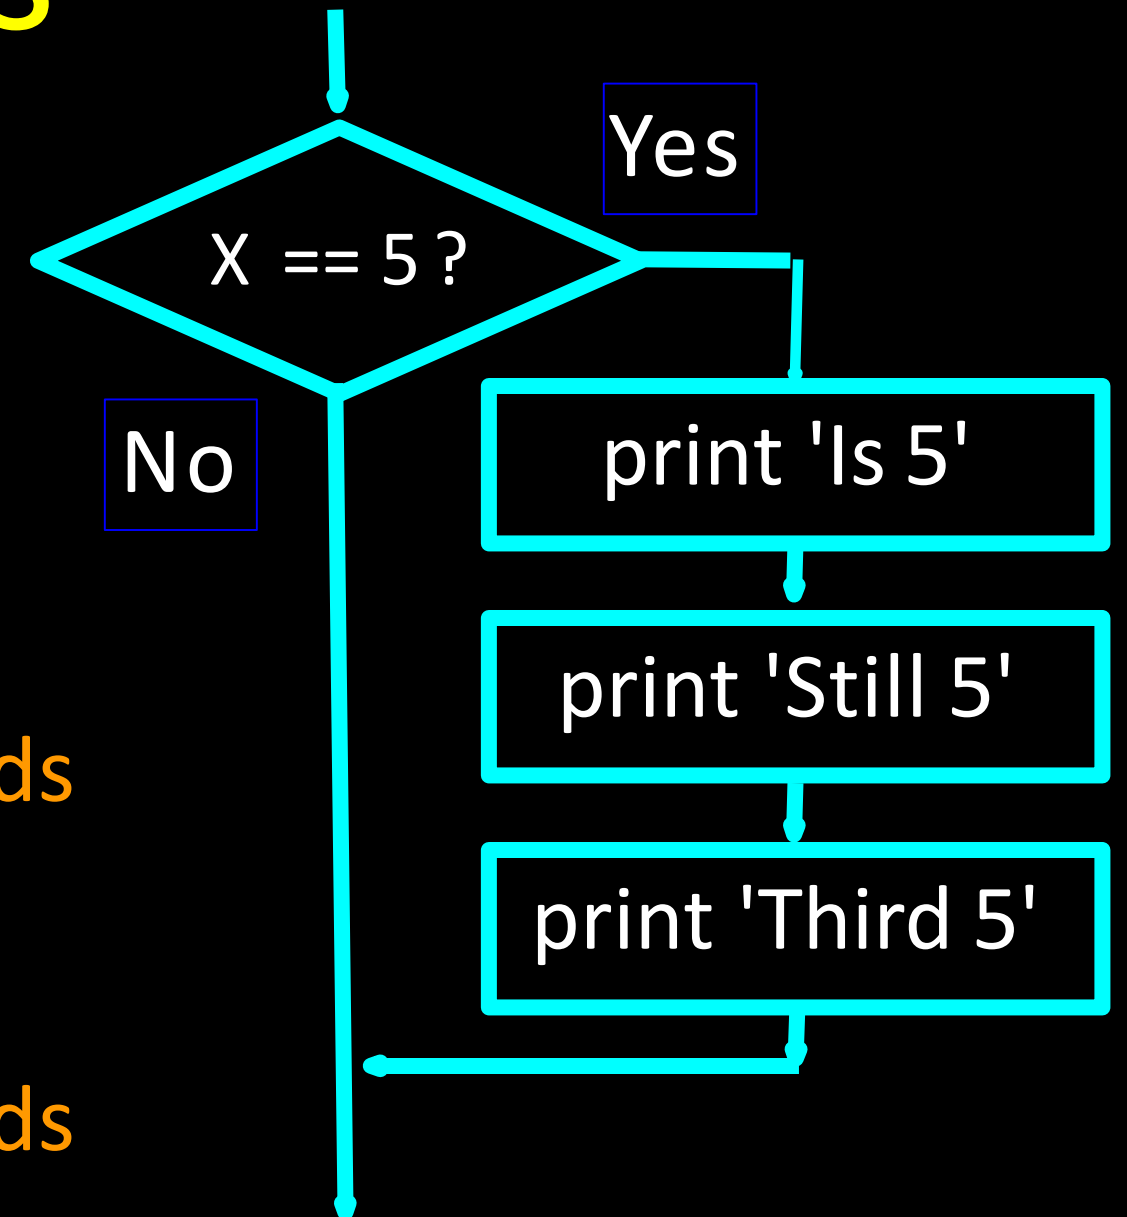 Yes
X == 5 ?
No
print 'Is 5'
print 'Still 5'
ds
print 'Third 5'
ds